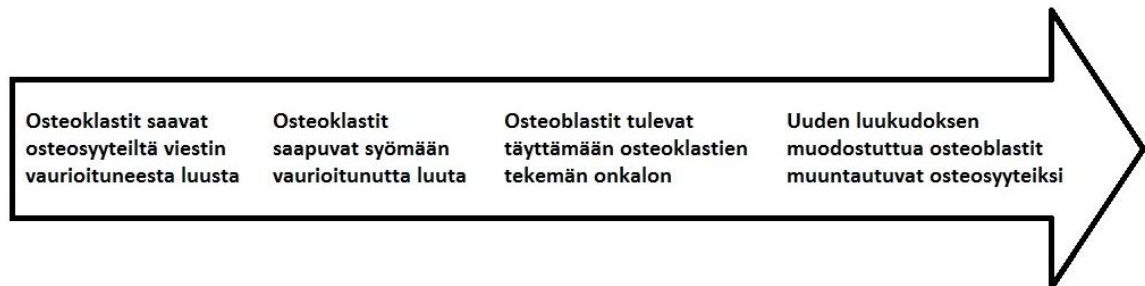 Osteoklastit saavat
osteosyyteiltä viestin
vaurioituneesta luusta
Osteoklastit
saapuvat syömään
vaurioitunutta luuta
Osteoblastit tulevat
täyttämään osteoklastien
tekemän onkalon
Uuden luukudoksen
muodostuttua osteoblastit
muuntautuvat osteosyyteiksi